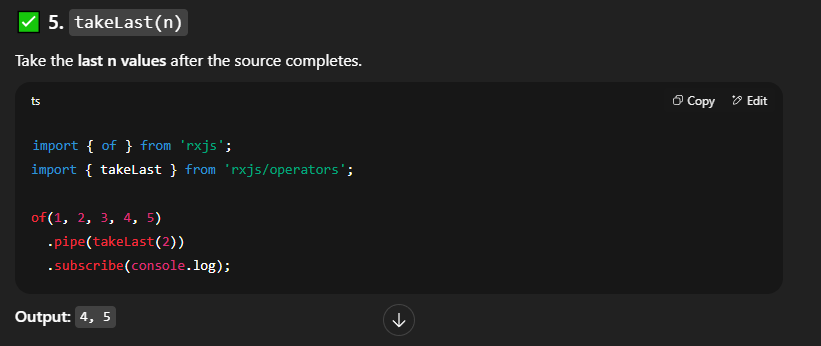 ✅ 5. takeLast(n)
Take the last n values after the source completes.
ts Copy Edit
import { of } from 'rxjs';
import { takeLast } from 'rxjs/operators';
of(1, 2, 3, 4, 5)
.pipe(takeLast(2))
.subscribe(console.log);
Output: 4, 5